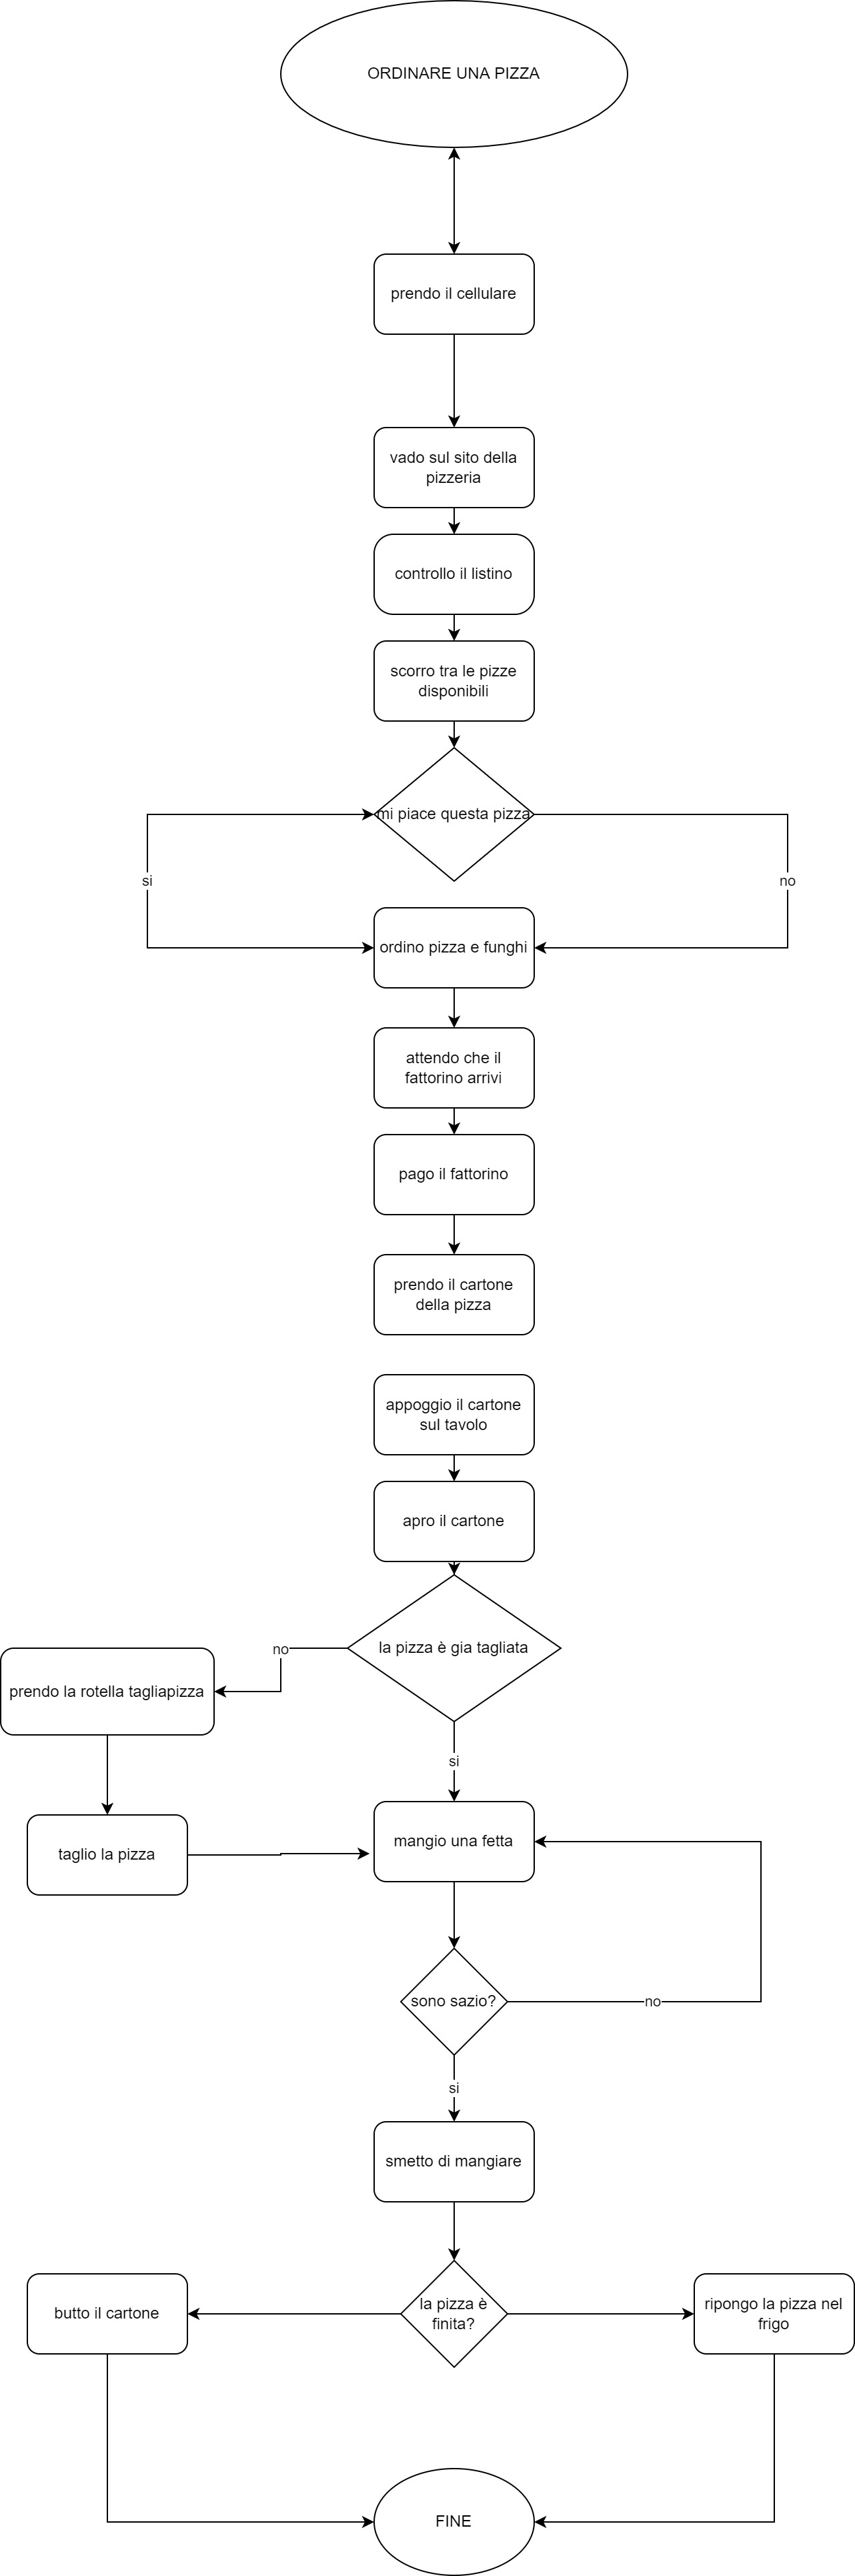 ORDINARE UNA PIZZA
prendo il cellulare
vado sul sito della
pizzeria
controllo il listino
scorro tra le pizze
disponibili
mi piace questa pizza
si
no
ordino pizza e funghi
attendo che il
fattorino arrivi
pago il fattorino
prendo il cartone
della pizza
appoggio il cartone
sul tavolo
apro il cartone
la pizza è gia tagliata
no
prendo la rotella tagliapizza
si
mangio una fetta
taglio la pizza
sono sazio?
no
si
smetto di mangiare
butto il cartone
la pizza è
finita?
ripongo la pizza nel
frigo
FINE